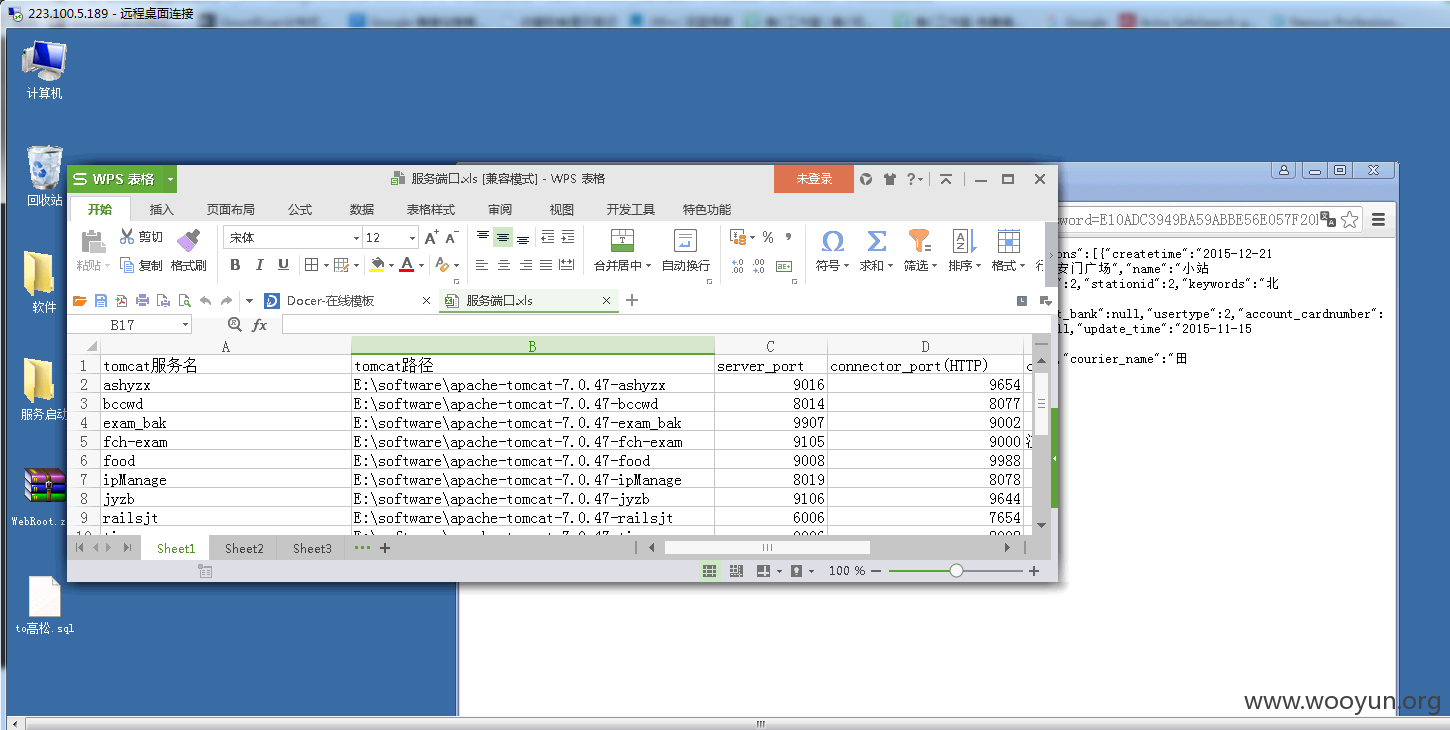 223.100.5.189 - 远程桌面连接
计算机
回收站
软件
服务启动
WebRoot.z
to高松.sql
WPS 表格
服务端口.xls [兼容模式] - WPS 表格
未登录
开始 插入 页面布局 公式 数据 表格样式 审阅 视图 开发工具 特色功能
粘贴 剪切 复制 格式刷
宋体 12
B I U
合并居中 自动换行
符号 求和 筛选 排序 格式
Docer-在线模板
服务端口.xls
B17
fx
A B C D
1 tomcat服务名 tomcat路径 server_port connector_port(HTTP)
2 ashyzx E:\software\apache-tomcat-7.0.47-ashyzx 9016 9654
3 bccwd E:\software\apache-tomcat-7.0.47-bccwd 8014 8077
4 exam_bak E:\software\apache-tomcat-7.0.47-exam_bak 9907 9002
5 fch-exam E:\software\apache-tomcat-7.0.47-fch-exam 9105 9000
6 food E:\software\apache-tomcat-7.0.47-food 9008 9988
7 ipManage E:\software\apache-tomcat-7.0.47-ipManage 8019 8078
8 jyzb E:\software\apache-tomcat-7.0.47-jyzb 9106 9644
9 railsjt E:\software\apache-tomcat-7.0.47-railsjt 6006 7654
Sheet1 Sheet2 Sheet3
100 %
word=E10ADC3949BA59ABBE56E057F20
ons":[{"createtime":"2015-12-21
安门广场","name":"小站
:2,"stationid":2,"keywords":"北
t_bank":null,"usertype":2,"account_cardnumber":
ll,"update_time":"2015-11-15
,"courier_name":"田
www.wooyun.org